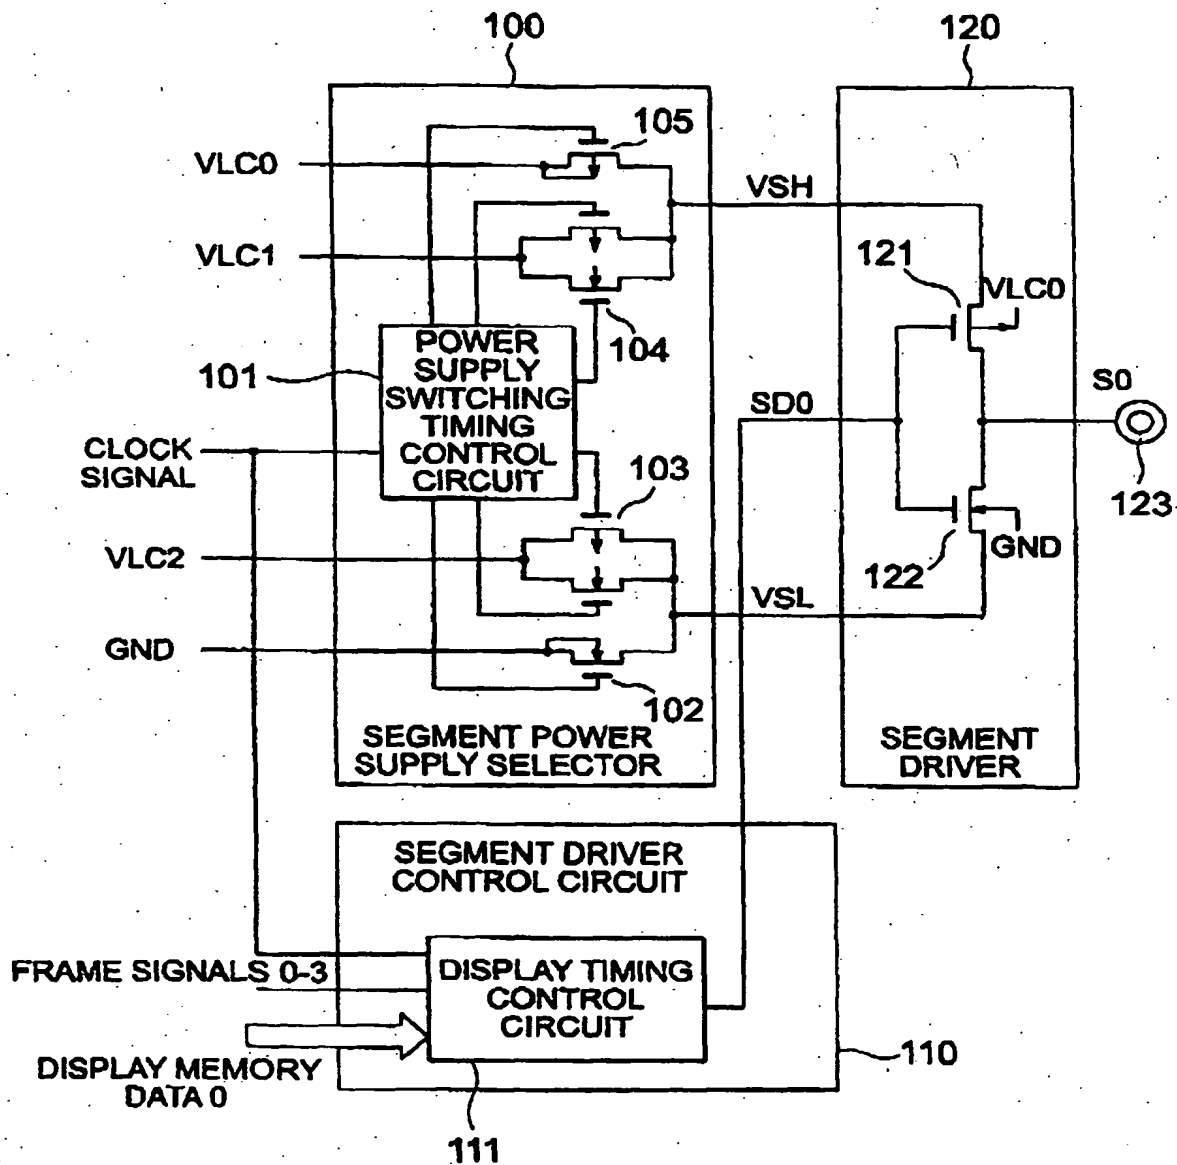 100
120
105
VLC0
VSH
VLC1
121
VLC0
104
POWER
SUPPLY
SWITCHING
TIMING
CONTROL
CIRCUIT
101
SD0
S0
CLOCK
SIGNAL
103
123
VLC2
GND
122
VSL
GND
102
SEGMENT POWER
SUPPLY SELECTOR
SEGMENT
DRIVER
SEGMENT DRIVER
CONTROL CIRCUIT
FRAME SIGNALS 0-3
DISPLAY TIMING
CONTROL
CIRCUIT
110
DISPLAY MEMORY
DATA 0
111